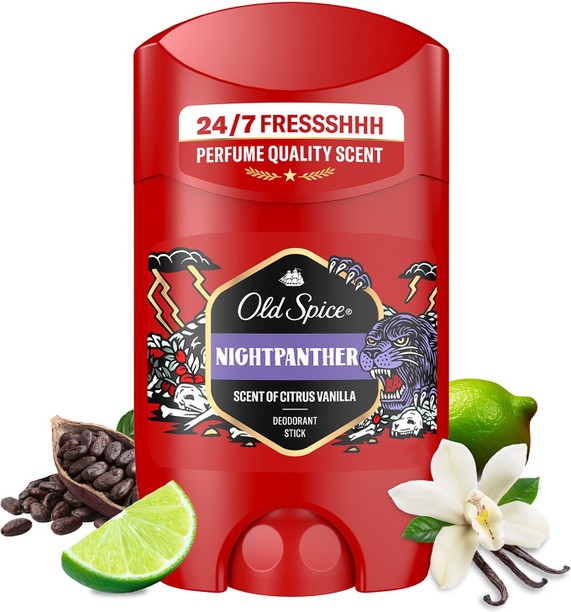 24/7 FRESSSHHH
PERFUME QUALITY SCENT
Old Spice®
NIGHTPANTHER
SCENT OF CITRUS VANILLA
DEODORANT
STICK